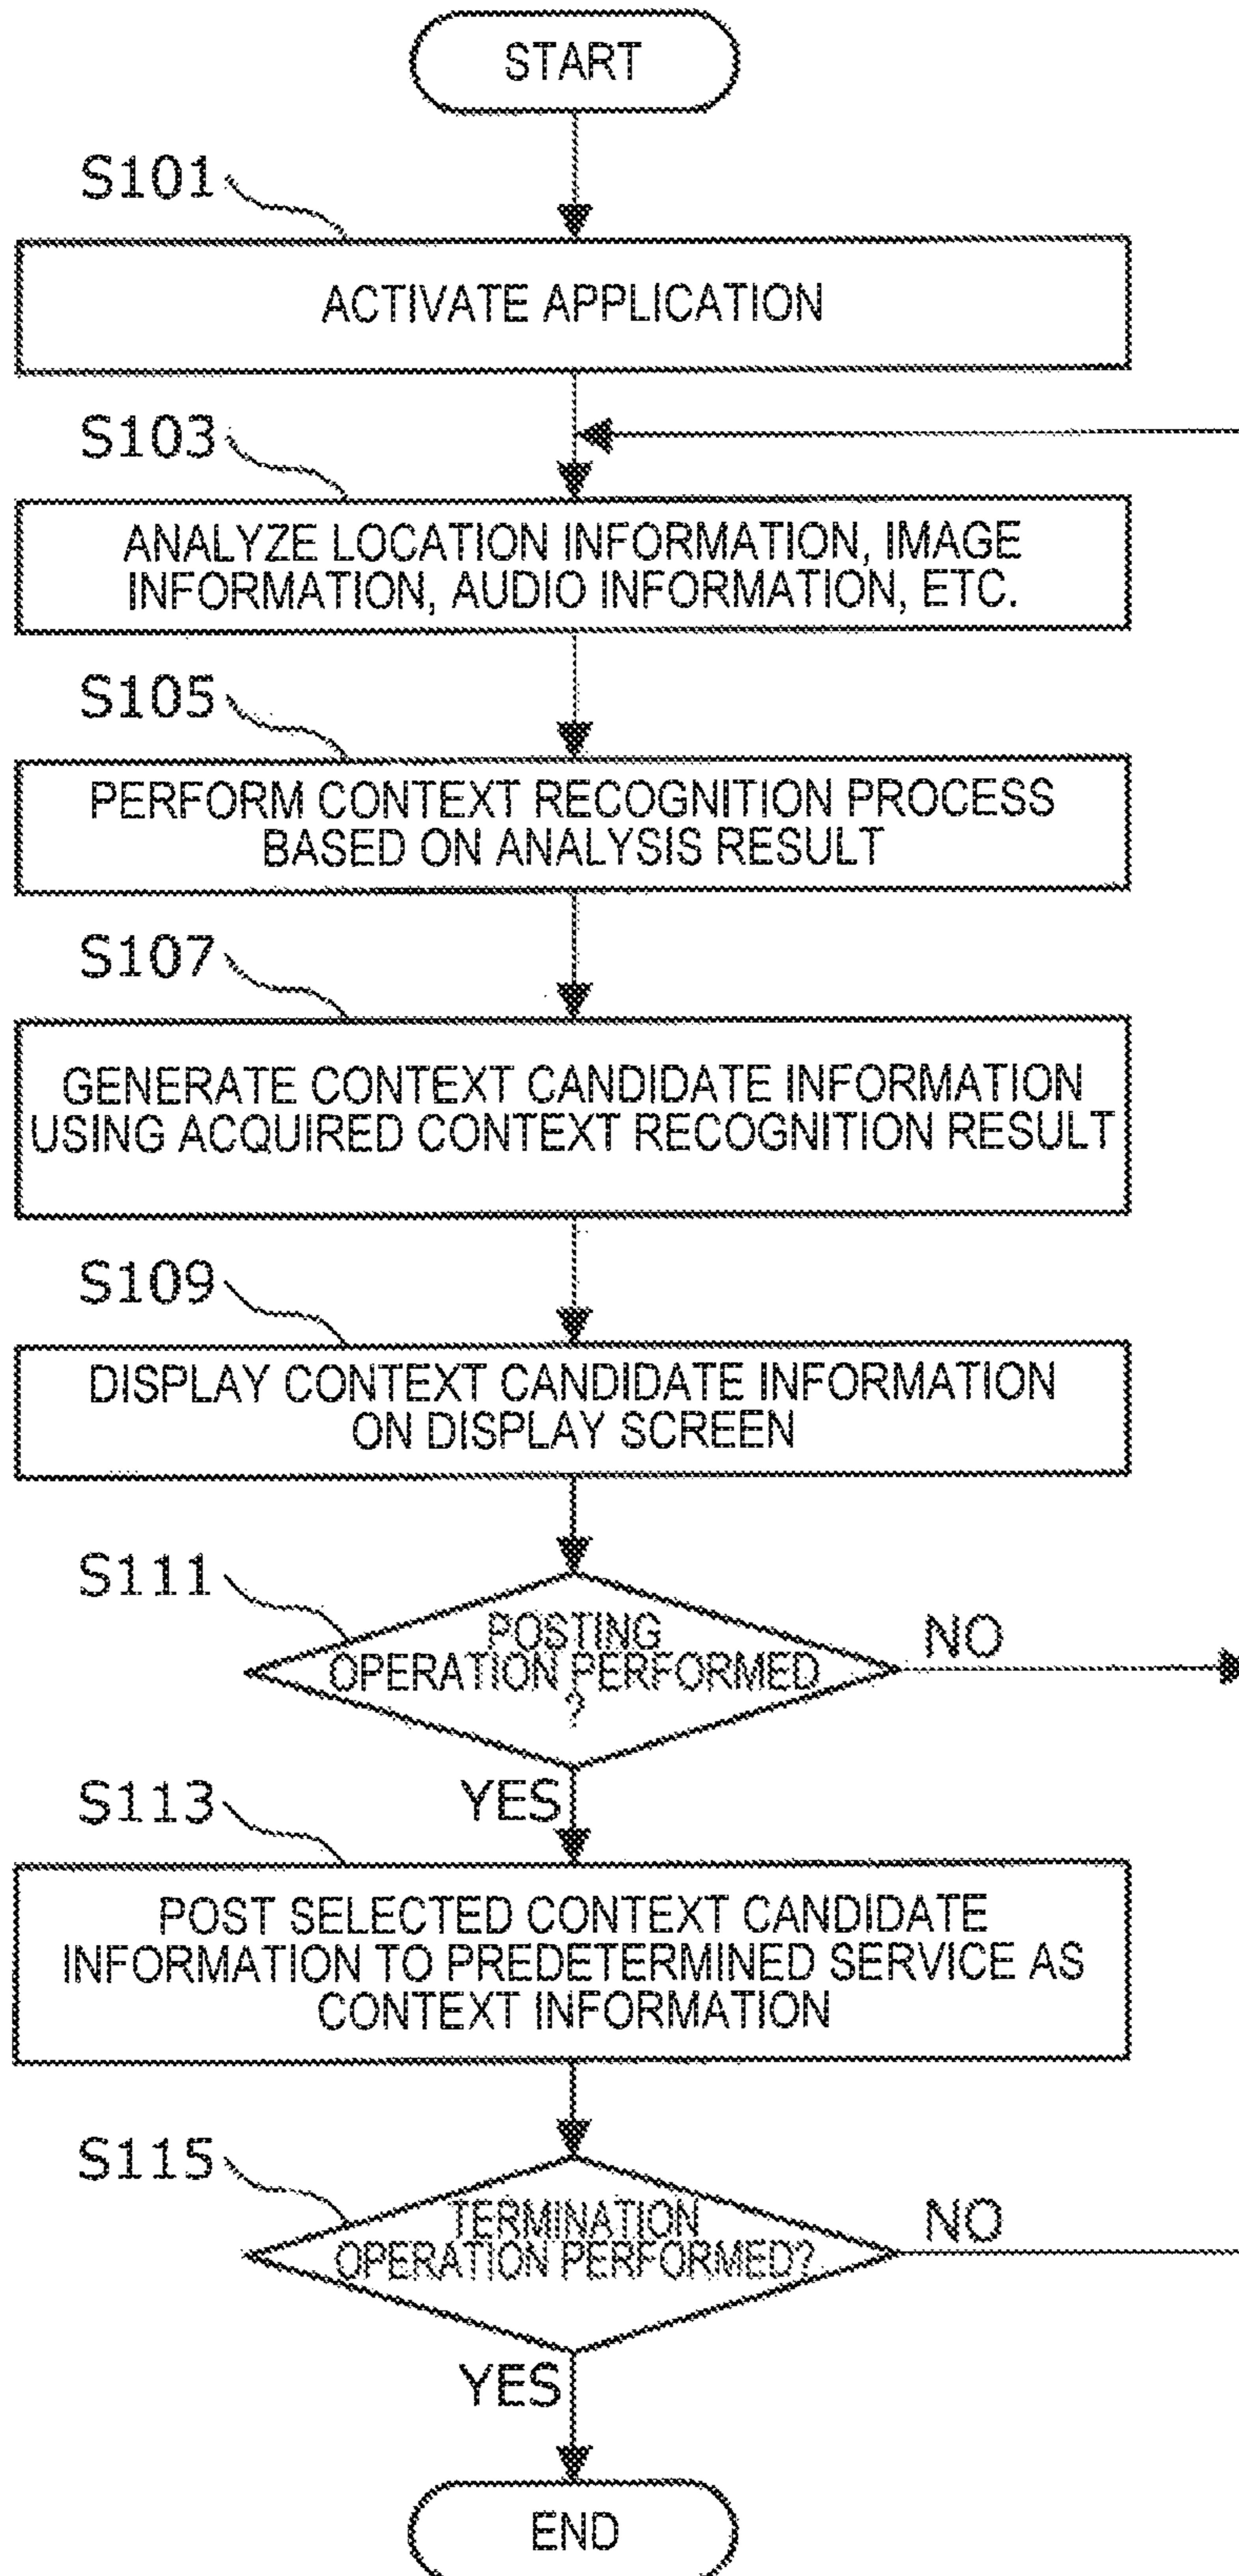 START
S101
ACTIVATE APPLICATION
S103
ANALYZE LOCATION INFORMATION, IMAGE
INFORMATION, AUDIO INFORMATION, ETC.
S105
PERFORM CONTEXT RECOGNITION PROCESS
BASED ON ANALYSIS RESULT
S107
GENERATE CONTEXT CANDIDATE INFORMATION
USING ACQUIRED CONTEXT RECOGNITION RESULT
S109
DISPLAY CONTEXT CANDIDATE INFORMATION
ON DISPLAY SCREEN
S111
POSTING
OPERATION PERFORMED
?
NO
YES
S113
POST SELECTED CONTEXT CANDIDATE
INFORMATION TO PREDETERMINED SERVICE AS
CONTEXT INFORMATION
S115
TERMINATION
OPERATION PERFORMED?
NO
YES
END